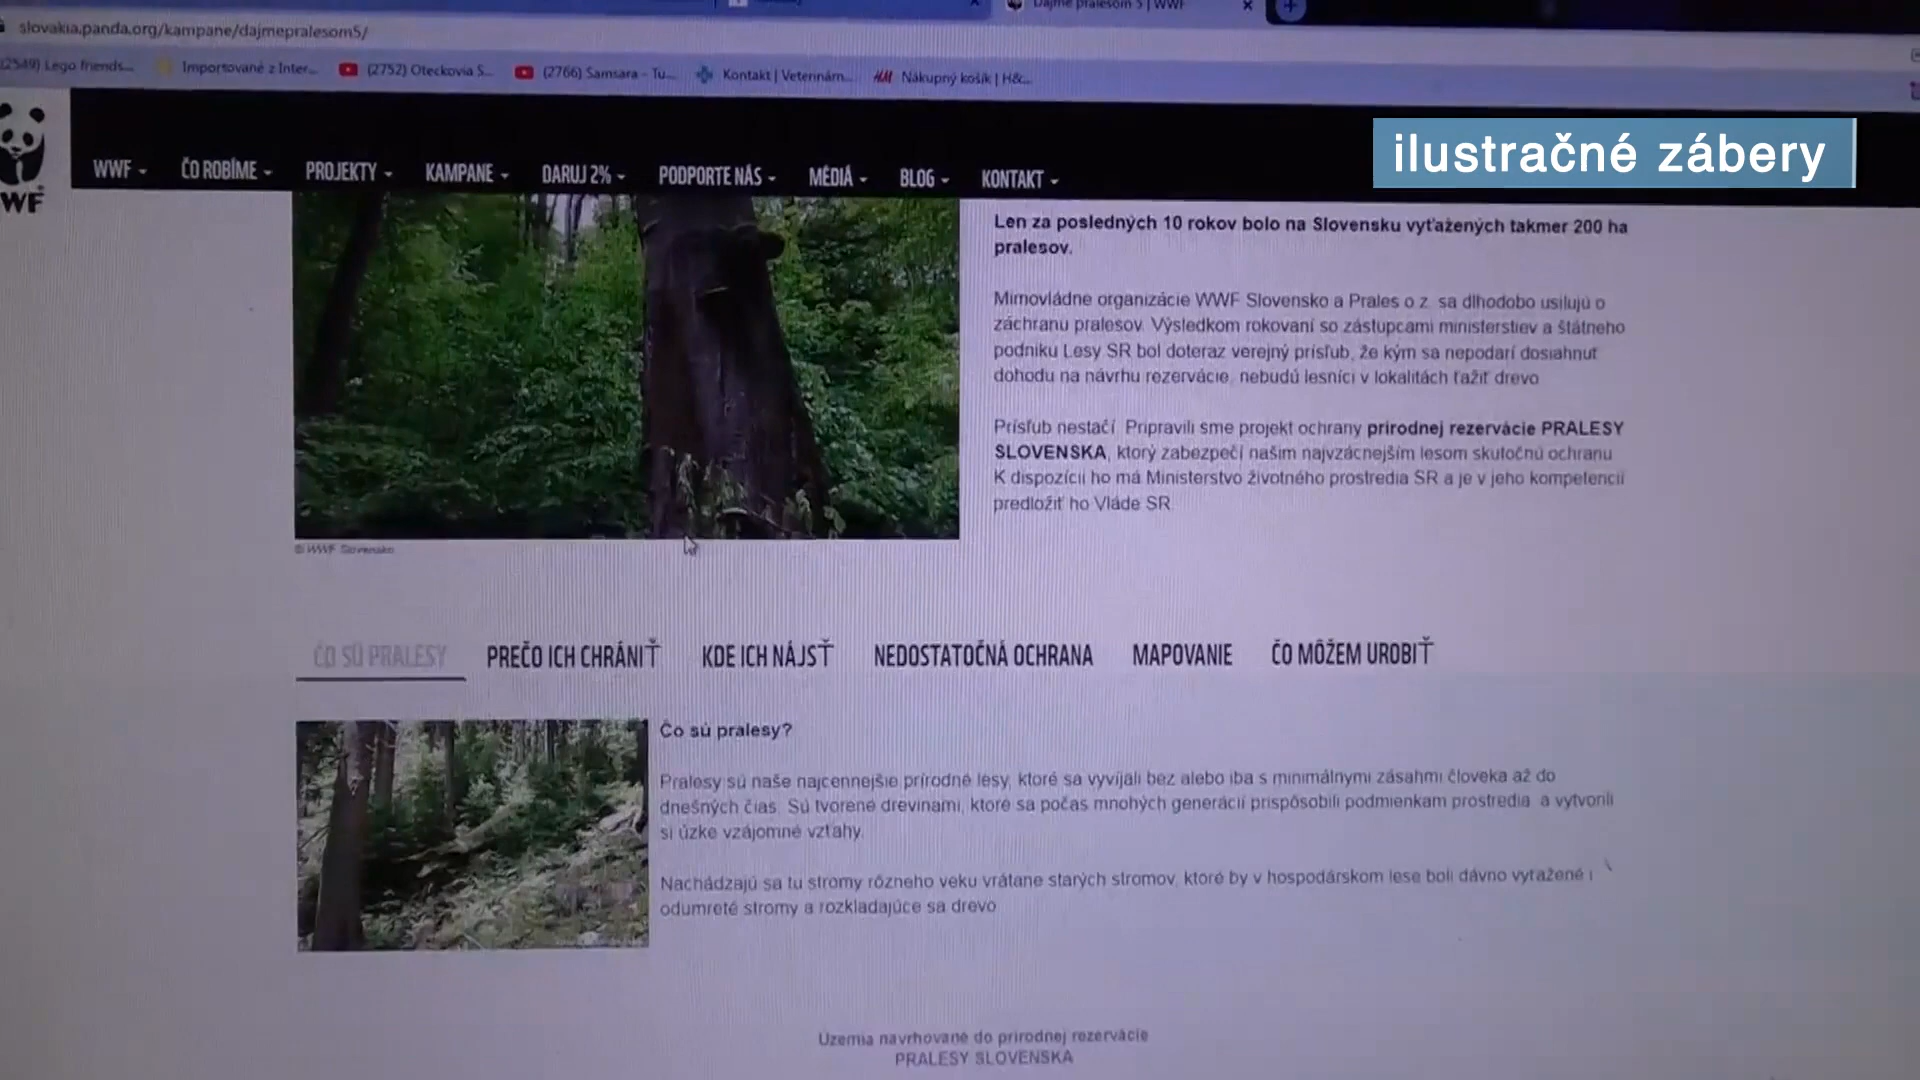 Dajme pralesom 5 | WWF
slovakia.panda.org/kampane/dajmepralesom5/
(2549) Lego friends...
Importované z Inter...
(2752) Oteckovia S...
(2766) Samsara - Tu...
Kontakt | Veterinárn...
Nákupný košík | H&...
ilustračné zábery
WWF
ČO ROBÍME
PROJEKTY
KAMPANE
DARUJ 2%
PODPORTE NÁS
MÉDIÁ
BLOG
KONTAKT
WF
Len za posledných 10 rokov bolo na Slovensku vyťažených takmer 200 ha
pralesov.
Mimovládne organizácie WWF Slovensko a Prales o.z. sa dlhodobo usilujú o
záchranu pralesov. Výsledkom rokovaní so zástupcami ministerstiev a štátneho
podniku Lesy SR bol doteraz verejný prísľub, že kým sa nepodarí dosiahnuť
dohodu na návrhu rezervácie, nebudú lesníci v lokalitách ťažiť drevo
Prísľub nestačí. Pripravili sme projekt ochrany prírodnej rezervácie PRALESY
SLOVENSKA, ktorý zabezpečí našim najvzácnejším lesom skutočnú ochranu.
K dispozícii ho má Ministerstvo životného prostredia SR a je v jeho kompetencii
predložiť ho Vláde SR.
© WWF Slovensko
ČO SÚ PRALESY
PREČO ICH CHRÁNIŤ
KDE ICH NÁJSŤ
NEDOSTATOČNÁ OCHRANA
MAPOVANIE
ČO MÔŽEM UROBIŤ
Čo sú pralesy?
Pralesy sú naše najcennejšie prírodné lesy, ktoré sa vyvíjali bez alebo iba s minimálnymi zásahmi človeka až do
dnešných čias. Sú tvorené drevinami, ktoré sa počas mnohých generácií prispôsobili podmienkam prostredia a vytvorili
si úzke vzájomné vzťahy.
Nachádzajú sa tu stromy rôzneho veku vrátane starých stromov, ktoré by v hospodárskom lese boli dávno vyťažené i
odumreté stromy a rozkladajúce sa drevo
Územia navrhované do prírodnej rezervácie
PRALESY SLOVENSKA